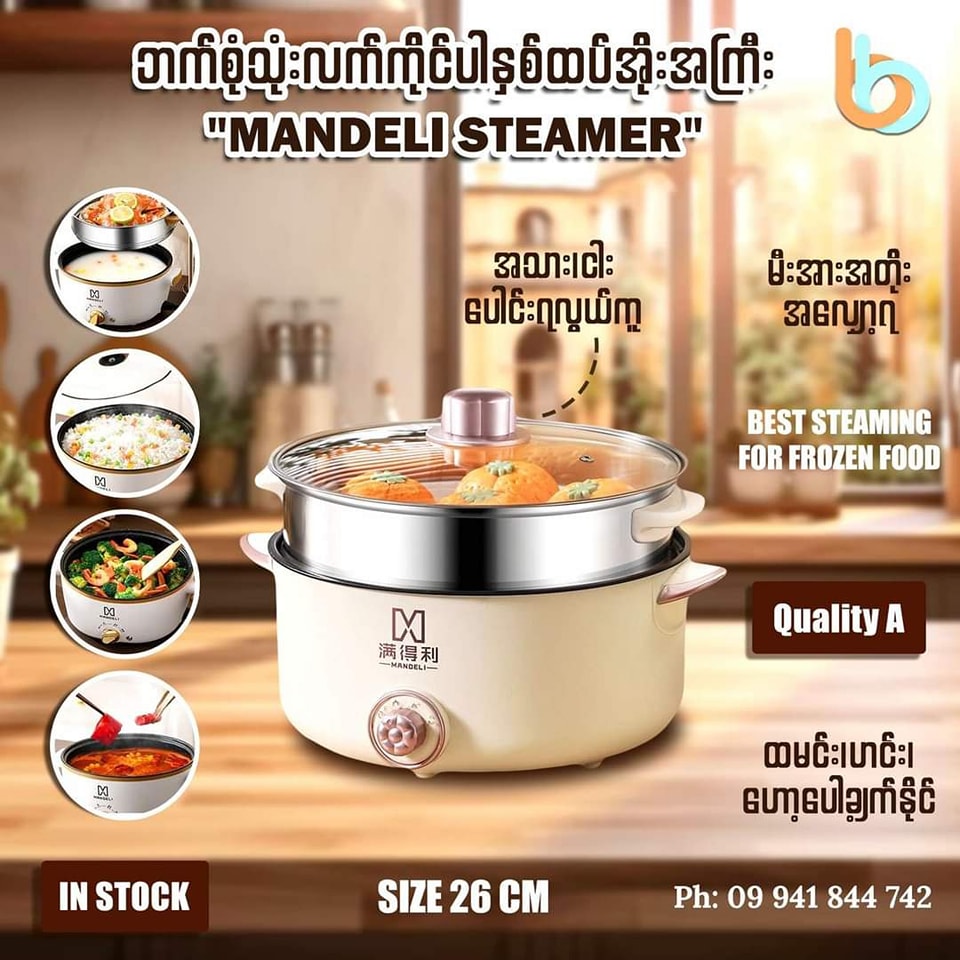 ဘက်စုံသုံးလက်ကိုင်ပါနှစ်ထပ်အိုးအကြီး
"MANDELI STEAMER"
အသား၊ငါး
ပေါင်းရလွယ်ကူ
မီးအားအတိုး
အလျှော့ရ
BEST STEAMING
FOR FROZEN FOOD
MANDELI
MANDELI
MANDELI
满得利
MANDELI
Quality A
ထမင်း၊ဟင်း၊
ဟော့ပေါ့ချက်နိုင်
IN STOCK
SIZE 26 CM
Ph: 09 941 844 742